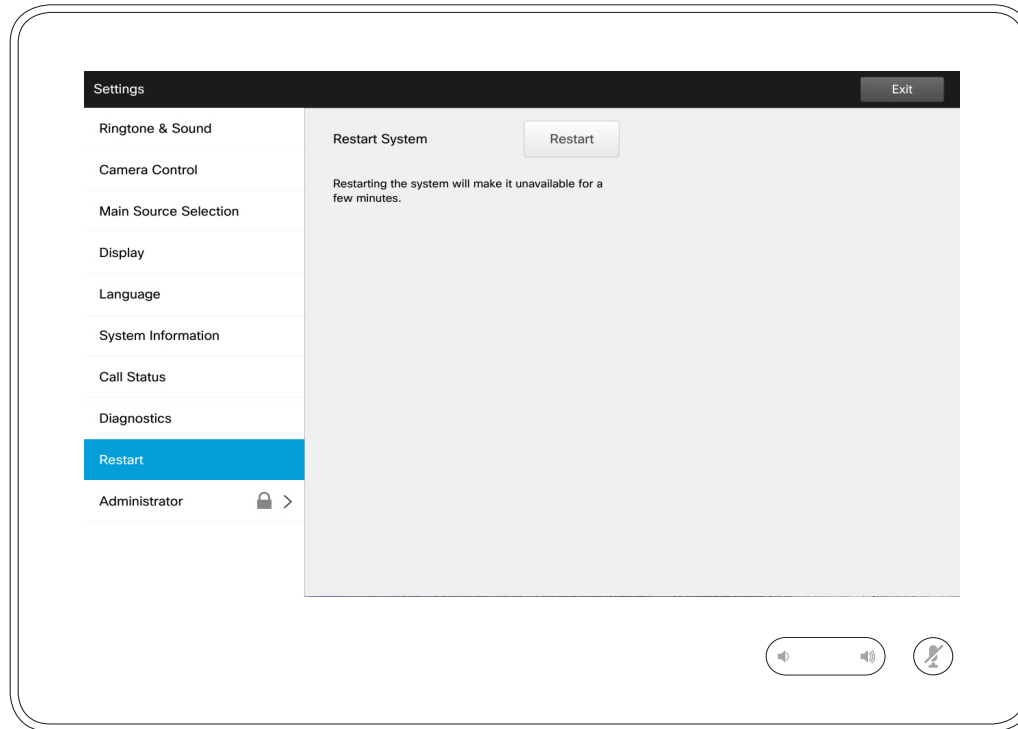 Settings
Exit
Ringtone & Sound
Camera Control
Main Source Selection
Display
Language
System Information
Call Status
Diagnostics
Restart
Administrator
Restart System
Restart
Restarting the system will make it unavailable for a
few minutes.